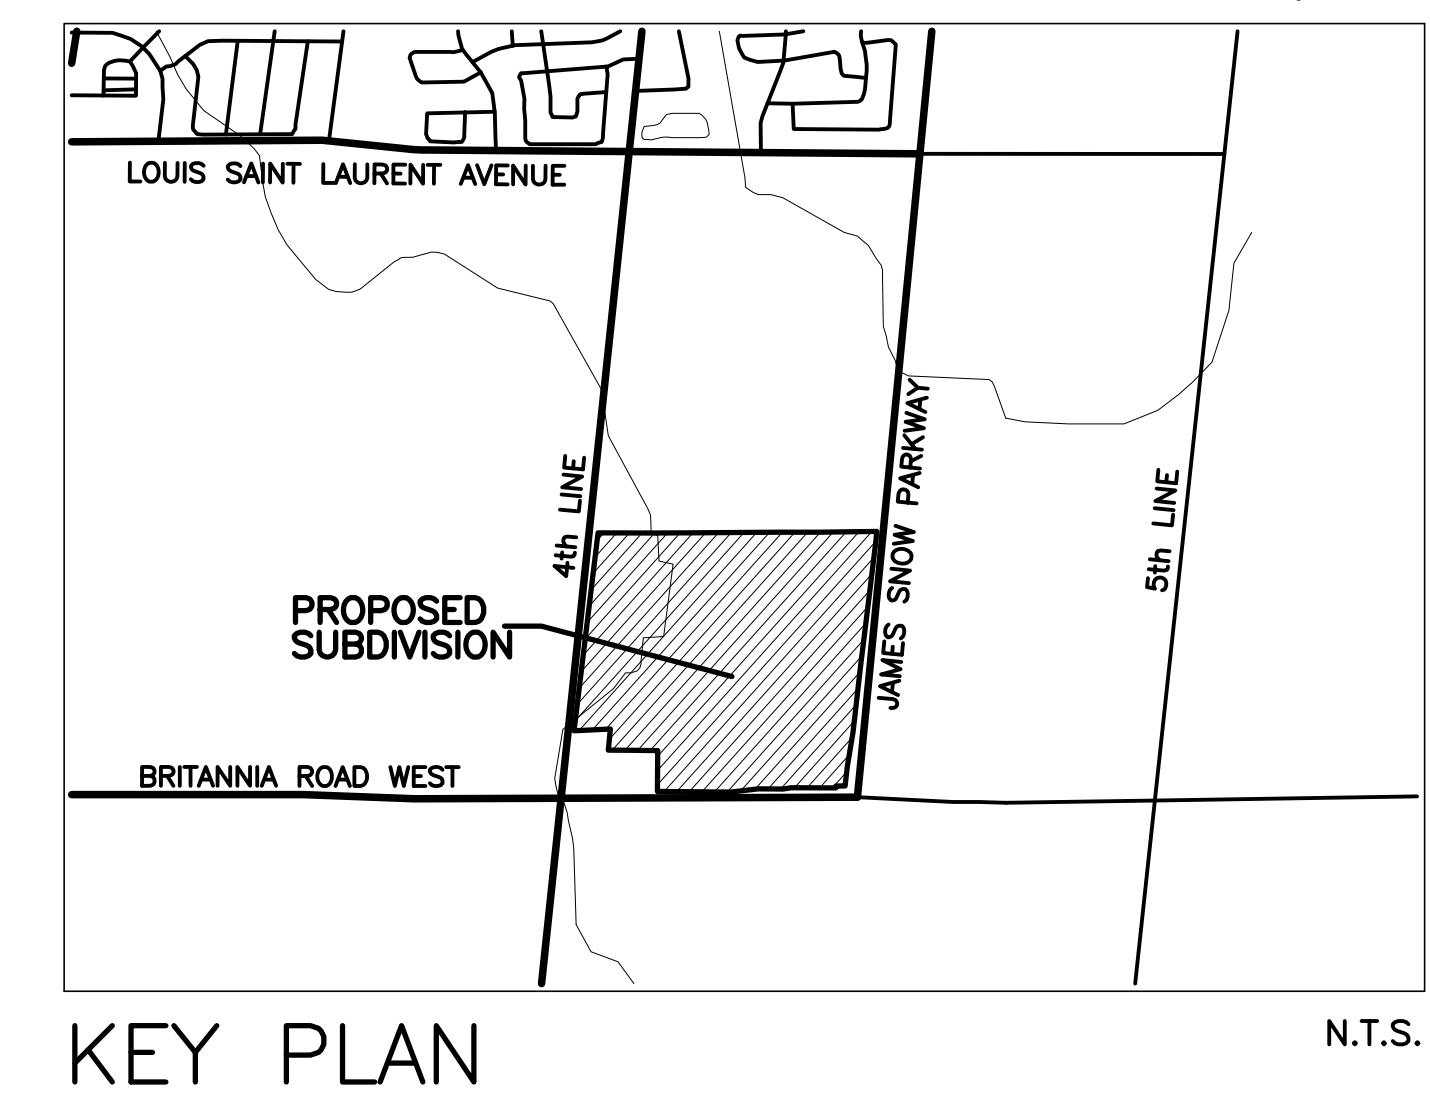 LOUIS SAINT LAURENT AVENUE
4th LINE
JAMES SNOW PARKWAY
5th LINE
PROPOSED
SUBDIVISION
BRITANNIA ROAD WEST
KEY PLAN
N.T.S.